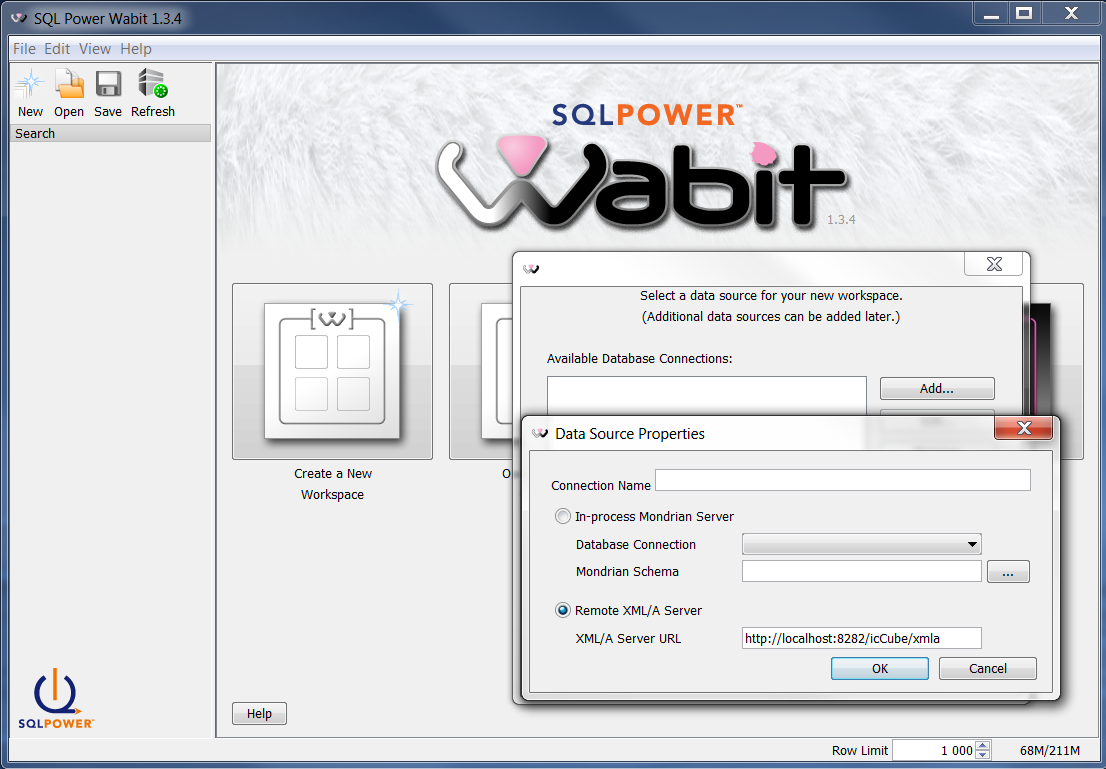 SQL Power Wabit 1.3.4
File Edit View Help
New Open Save Refresh
Search
SQLPOWER™
Wabit
1.3.4
Select a data source for your new workspace.
(Additional data sources can be added later.)
Available Database Connections:
Add...
Create a New
Workspace
O
Data Source Properties
Connection Name
In-process Mondrian Server
Database Connection
Mondrian Schema
...
Remote XML/A Server
XML/A Server URL http://localhost:8282/icCube/xmla
OK Cancel
SQLPOWER™
Help
Row Limit 1 000 68M/211M